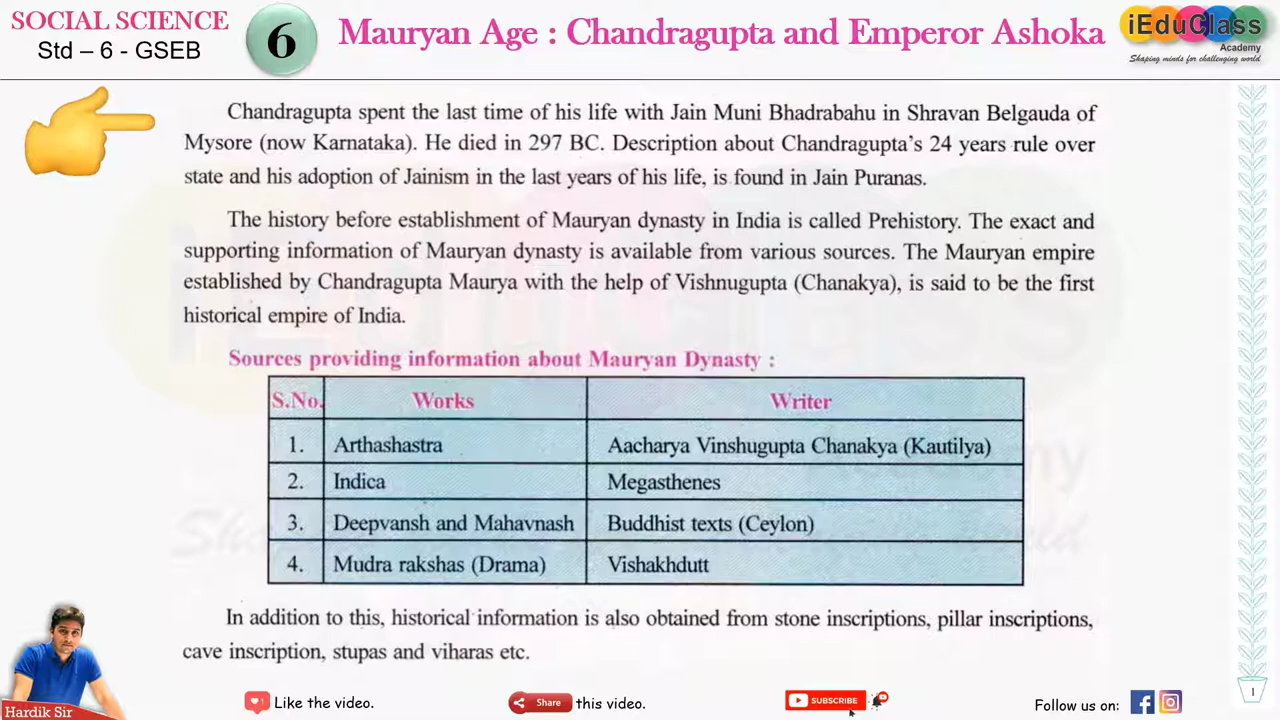 SOCIAL SCIENCE
Std – 6 - GSEB
6
Mauryan Age : Chandragupta and Emperor Ashoka
iEduClass
Academy
Shaping minds for challenging world
Chandragupta spent the last time of his life with Jain Muni Bhadrabahu in Shravan Belgauda of
Mysore (now Karnataka). He died in 297 BC. Description about Chandragupta's 24 years rule over
state and his adoption of Jainism in the last years of his life, is found in Jain Puranas.
The history before establishment of Mauryan dynasty in India is called Prehistory. The exact and
supporting information of Mauryan dynasty is available from various sources. The Mauryan empire
established by Chandragupta Maurya with the help of Vishnugupta (Chanakya), is said to be the first
historical empire of India.
Sources providing information about Mauryan Dynasty :
S.No. Works Writer
1. Arthashastra Aacharya Vinshugupta Chanakya (Kautilya)
2. Indica Megasthenes
3. Deepvansh and Mahavnash Buddhist texts (Ceylon)
4. Mudra rakshas (Drama) Vishakhdutt
In addition to this, historical information is also obtained from stone inscriptions, pillar inscriptions,
cave inscription, stupas and viharas etc.
Hardik Sir
Like the video.
Share this video.
SUBSCRIBE
Follow us on:
1